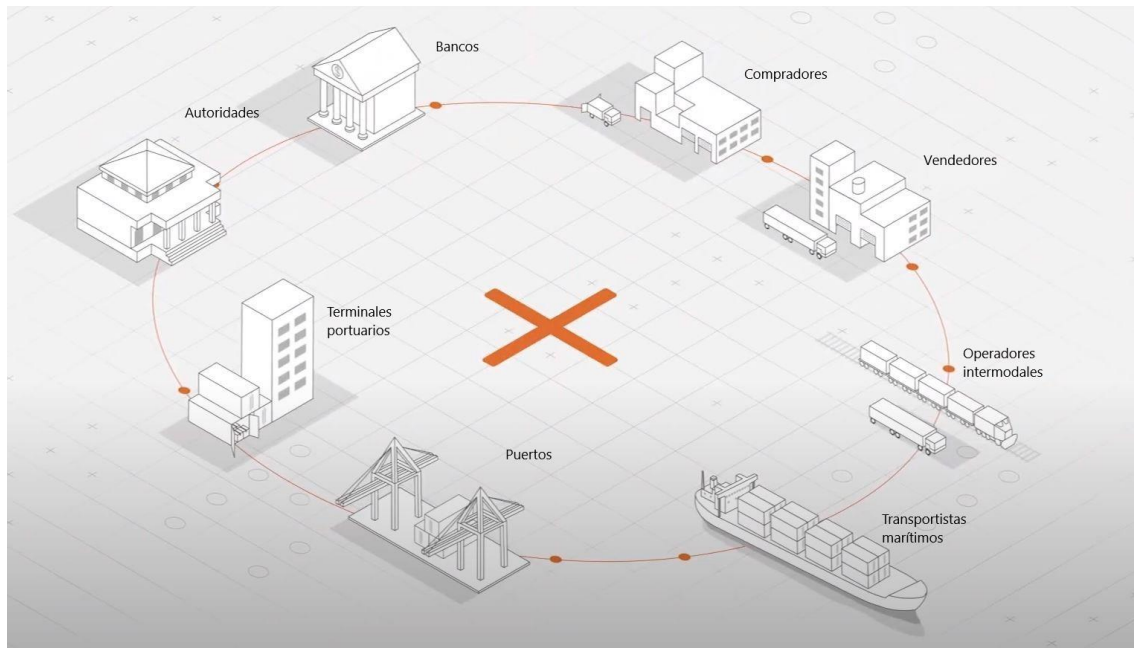 Bancos
Compradores
Autoridades
Vendedores
Terminales
portuarios
Operadores
intermodales
Puertos
Transportistas
marítimos